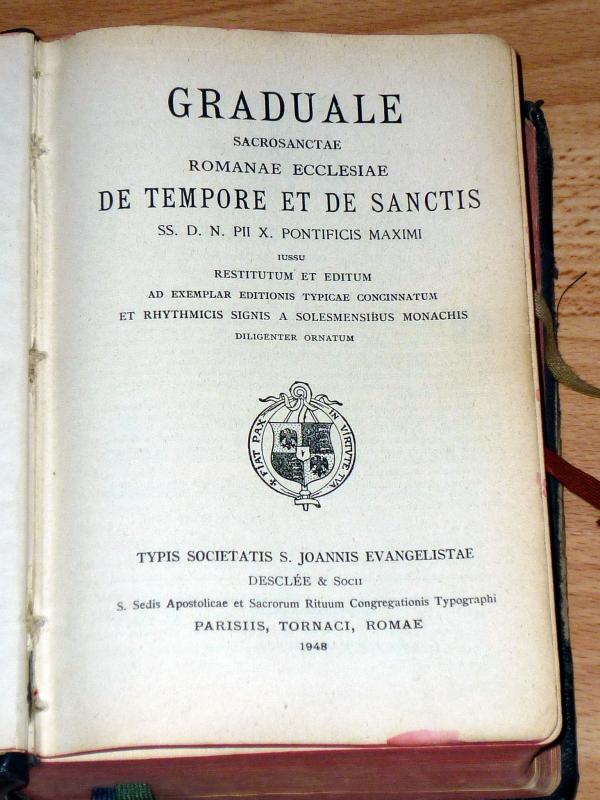 GRADUALE
SACROSANCTAE
ROMANAE ECCLESIAE
DE TEMPORE ET DE SANCTIS
SS. D. N. PII X. PONTIFICIS MAXIMI
IUSSU
RESTITUTUM ET EDITUM
AD EXEMPLAR EDITIONIS TYPICAE CONCINNATUM
ET RHYTHMICIS SIGNIS A SOLESMENSIBUS MONACHIS
DILIGENTER ORNATUM
✠ FIAT PAX IN VIRTVTE TVA
TYPIS SOCIETATIS S. JOANNIS EVANGELISTAE
DESCLÉE & Socii
S. Sedis Apostolicae et Sacrorum Rituum Congregationis Typographi
PARISIIS, TORNACI, ROMAE
1948